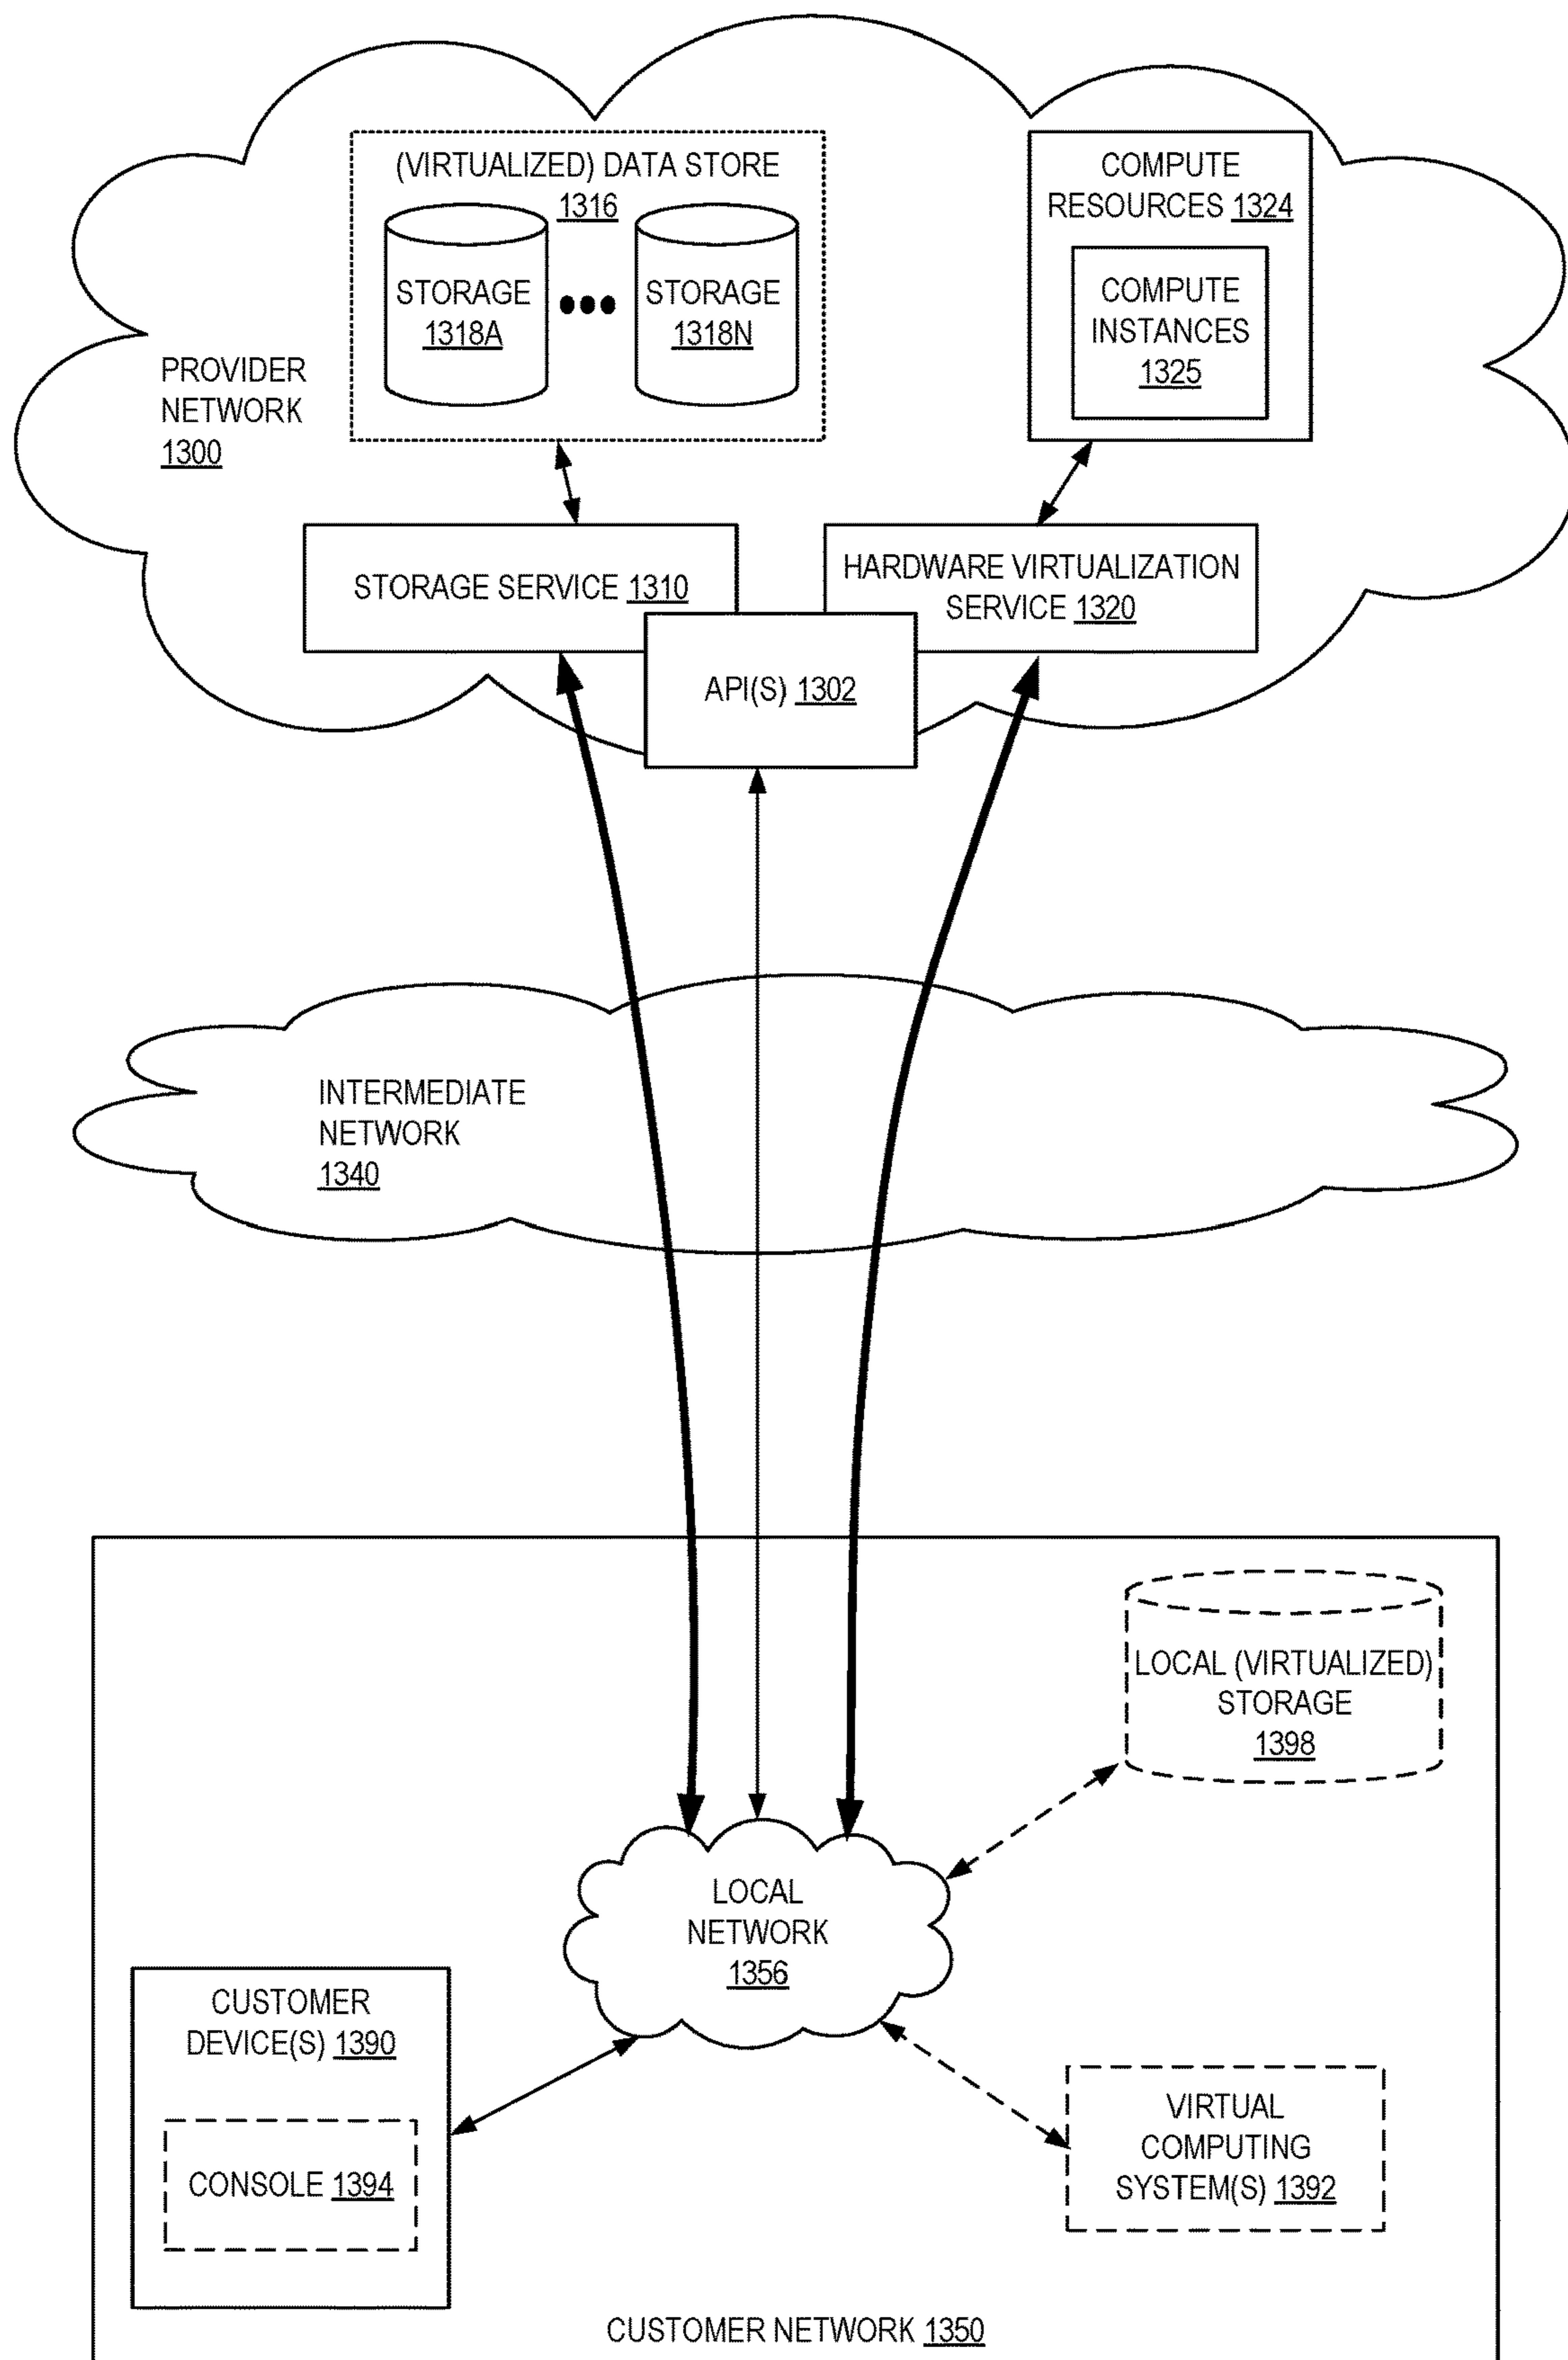 (VIRTUALIZED) DATA STORE
1316
STORAGE
1318A
STORAGE
1318N
COMPUTE
RESOURCES 1324
COMPUTE
INSTANCES
1325
PROVIDER
NETWORK
1300
STORAGE SERVICE 1310
HARDWARE VIRTUALIZATION
SERVICE 1320
API(S) 1302
INTERMEDIATE
NETWORK
1340
LOCAL (VIRTUALIZED)
STORAGE
1398
LOCAL
NETWORK
1356
CUSTOMER
DEVICE(S) 1390
CONSOLE 1394
VIRTUAL
COMPUTING
SYSTEM(S) 1392
CUSTOMER NETWORK 1350